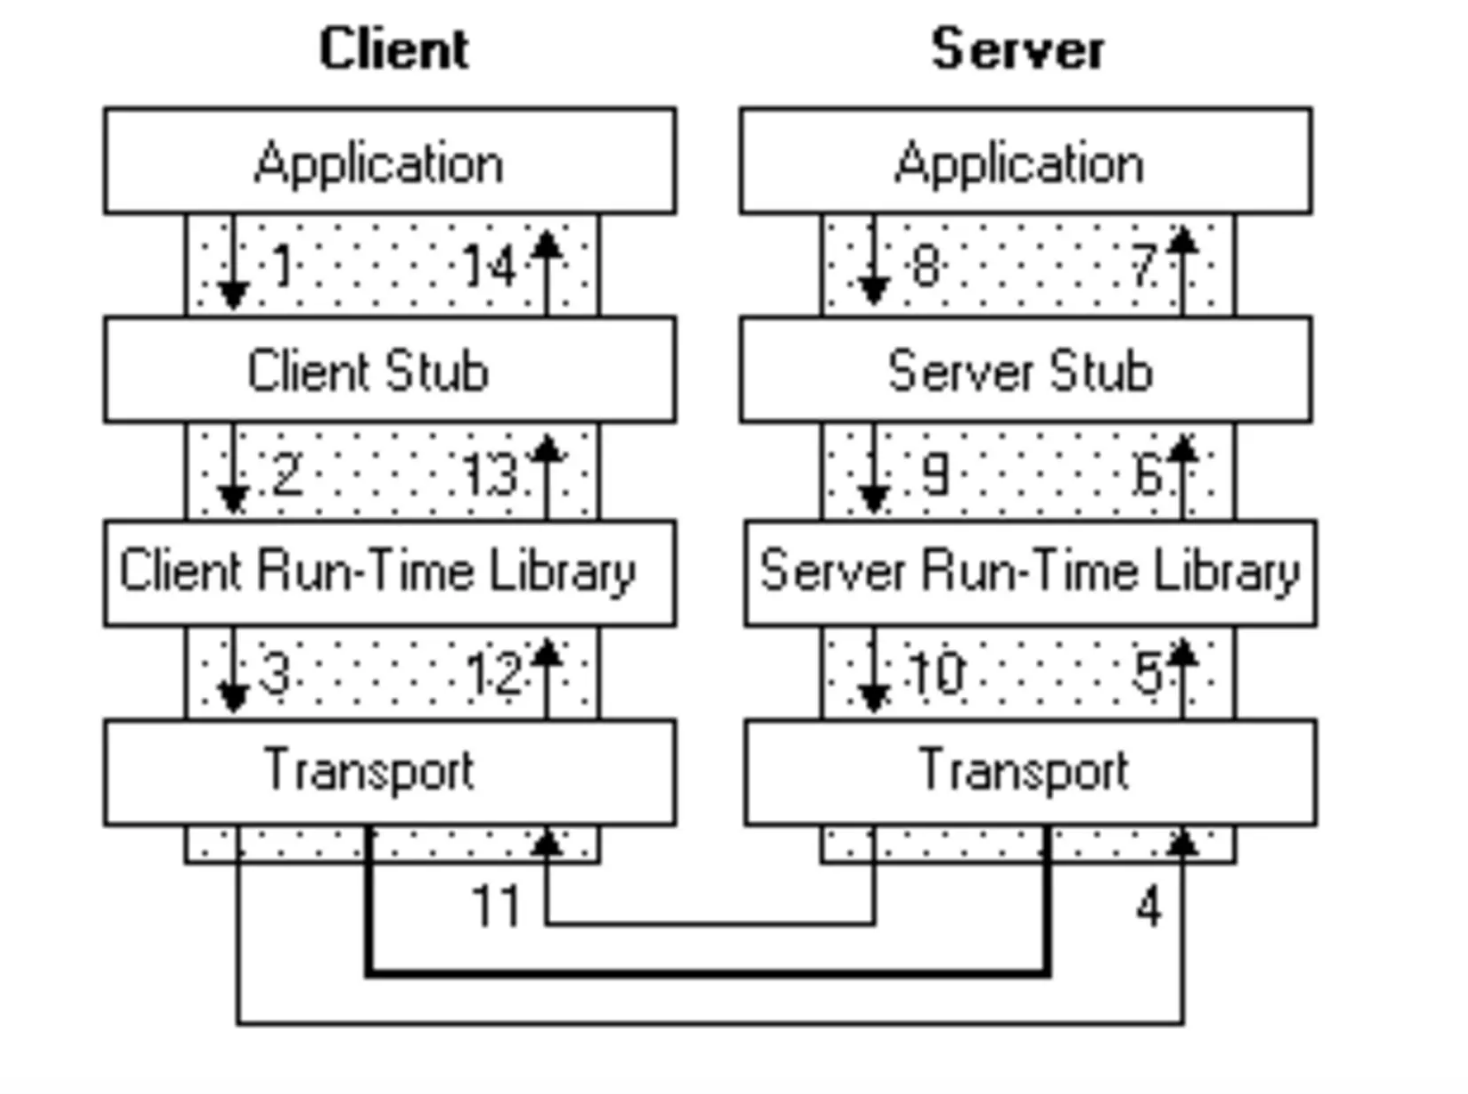 Client
Server
Application
Application
1
14
8
7
Client Stub
Server Stub
2
13
9
6
Client Run-Time Library
Server Run-Time Library
3
12
10
5
Transport
Transport
11
4